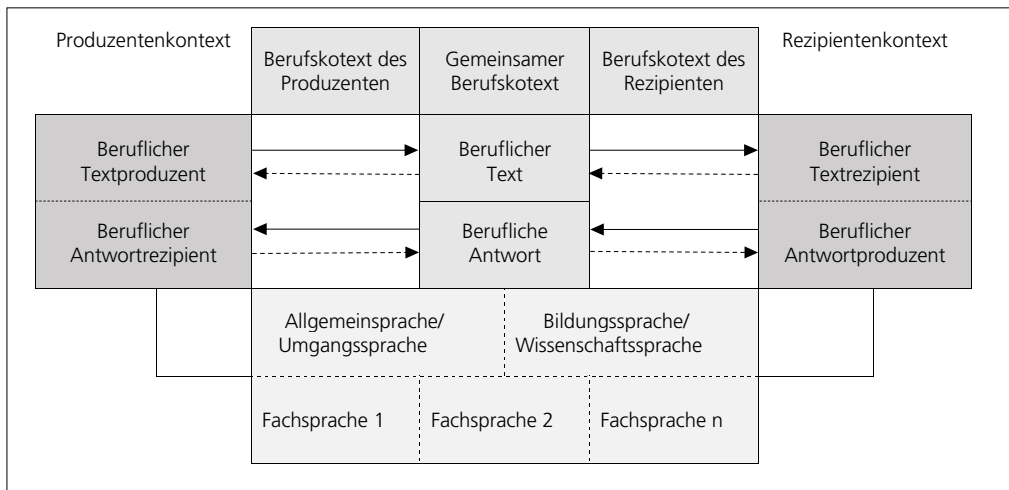 Produzentenkontext
Berufskotext des
Produzenten
Gemeinsamer
Berufskotext
Berufskotext des
Rezipienten
Rezipientenkontext
Beruflicher
Textproduzent
Beruflicher
Text
Beruflicher
Textrezipient
Beruflicher
Antwortrezipient
Berufliche
Antwort
Beruflicher
Antwortproduzent
Allgemeinsprache/
Umgangssprache
Bildungssprache/
Wissenschaftssprache
Fachsprache 1
Fachsprache 2
Fachsprache n